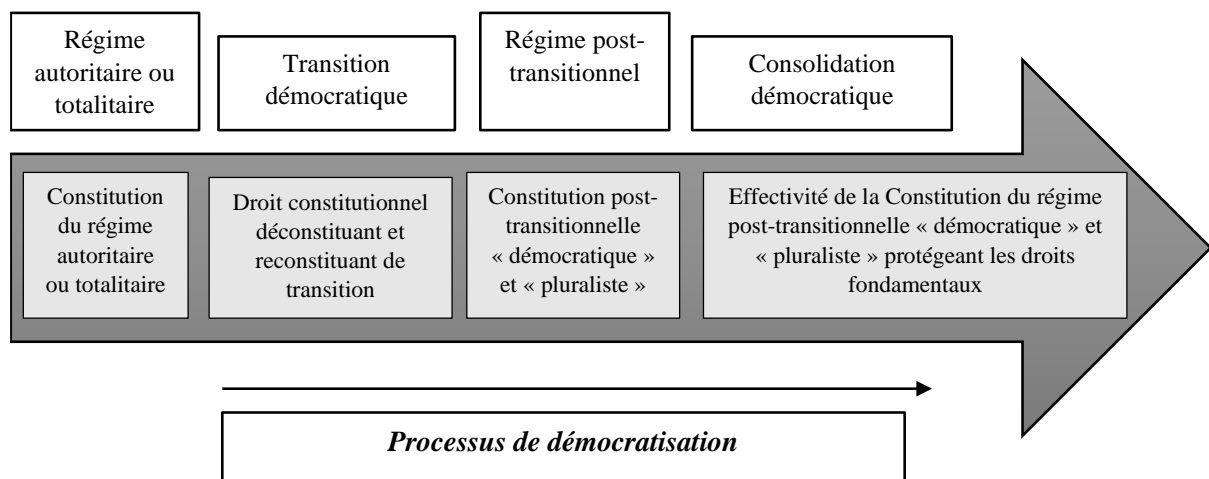 Régime
autoritaire ou
totalitaire
Transition
démocratique
Régime post-
transitionnel
Consolidation
démocratique
Constitution
du régime
autoritaire
ou totalitaire
Droit constitutionnel
déconstituant et
reconstituant de
transition
Constitution post-
transitionnelle
« démocratique »
et « pluraliste »
Effectivité de la Constitution du régime
post-transitionnelle « démocratique » et
« pluraliste » protégeant les droits
fondamentaux
Processus de démocratisation